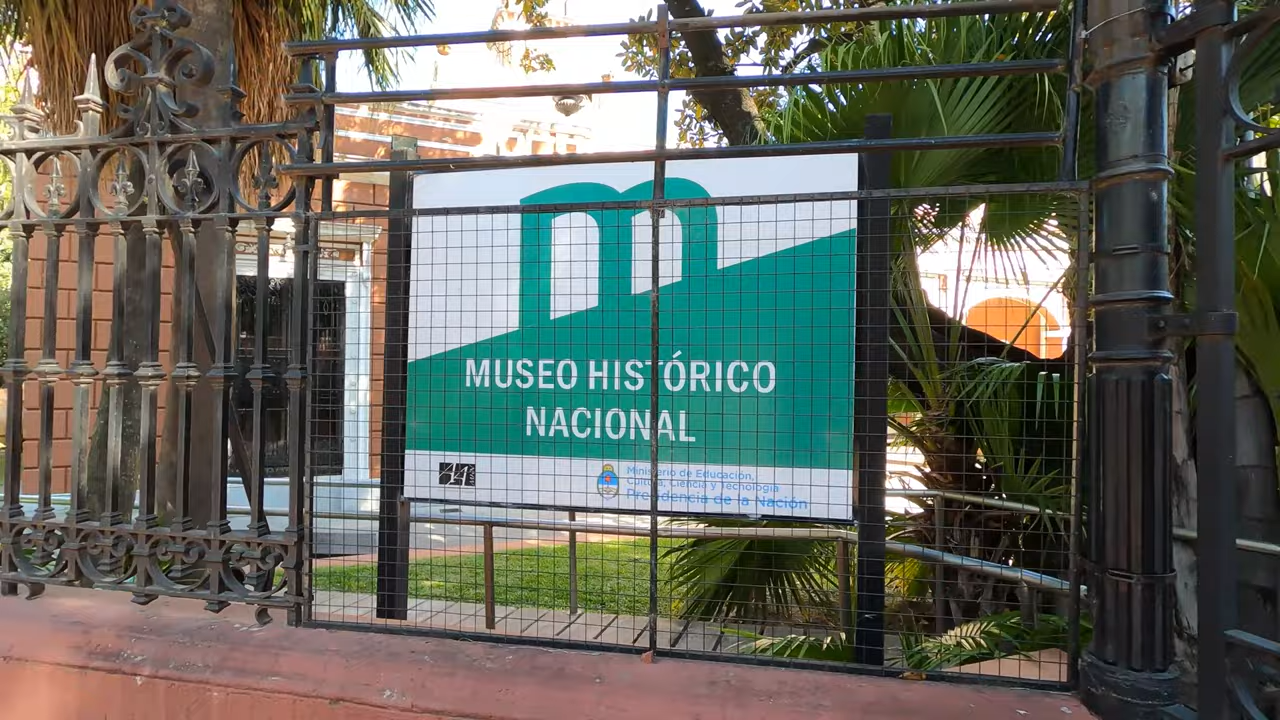 MUSEO HISTÓRICO
NACIONAL
Ministerio de Educación,
Cultura, Ciencia y Tecnología
Presidencia de la Nación